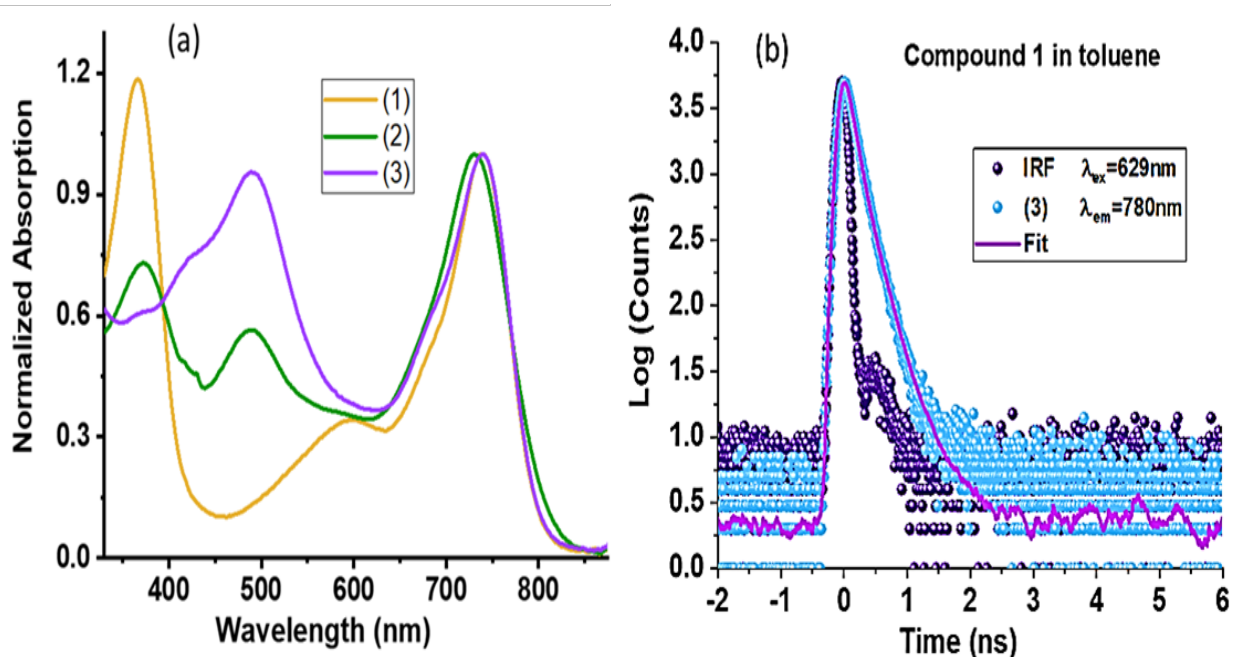 (a)
(1)
(2)
(3)
Normalized Absorption
1.2
0.9
0.6
0.3
0.0
400 500 600 700 800
Wavelength (nm)
(b)
Compound 1 in toluene
IRF λex=629nm
(3) λem=780nm
Fit
Log (Counts)
4.0
3.5
3.0
2.5
2.0
1.5
1.0
0.5
0.0
-2 -1 0 1 2 3 4 5 6
Time (ns)